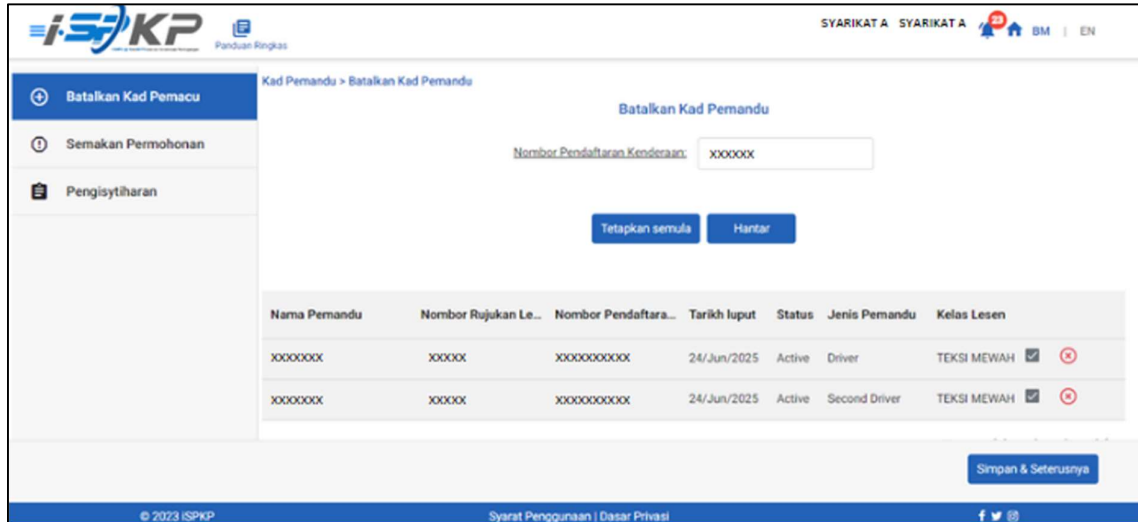 iSPKP
Panduan Ringkas
SYARIKAT A SYARIKAT A
23
BM | EN
Batalkan Kad Pemacu
Semakan Permohonan
Pengisytiharan
Kad Pemandu > Batalkan Kad Pemandu
Batalkan Kad Pemandu
Nombor Pendaftaran Kenderaan: XXXXXX
Tetapkan semula Hantar
Nama Pemandu Nombor Rujukan Le... Nombor Pendaftara... Tarikh luput Status Jenis Pemandu Kelas Lesen
XXXXXXX XXXXX XXXXXXXXXX 24/Jun/2025 Active Driver TEKSI MEWAH
XXXXXXX XXXXX XXXXXXXXXX 24/Jun/2025 Active Second Driver TEKSI MEWAH
Simpan & Seterusnya
© 2023 iSPKP Syarat Penggunaan | Dasar Privasi